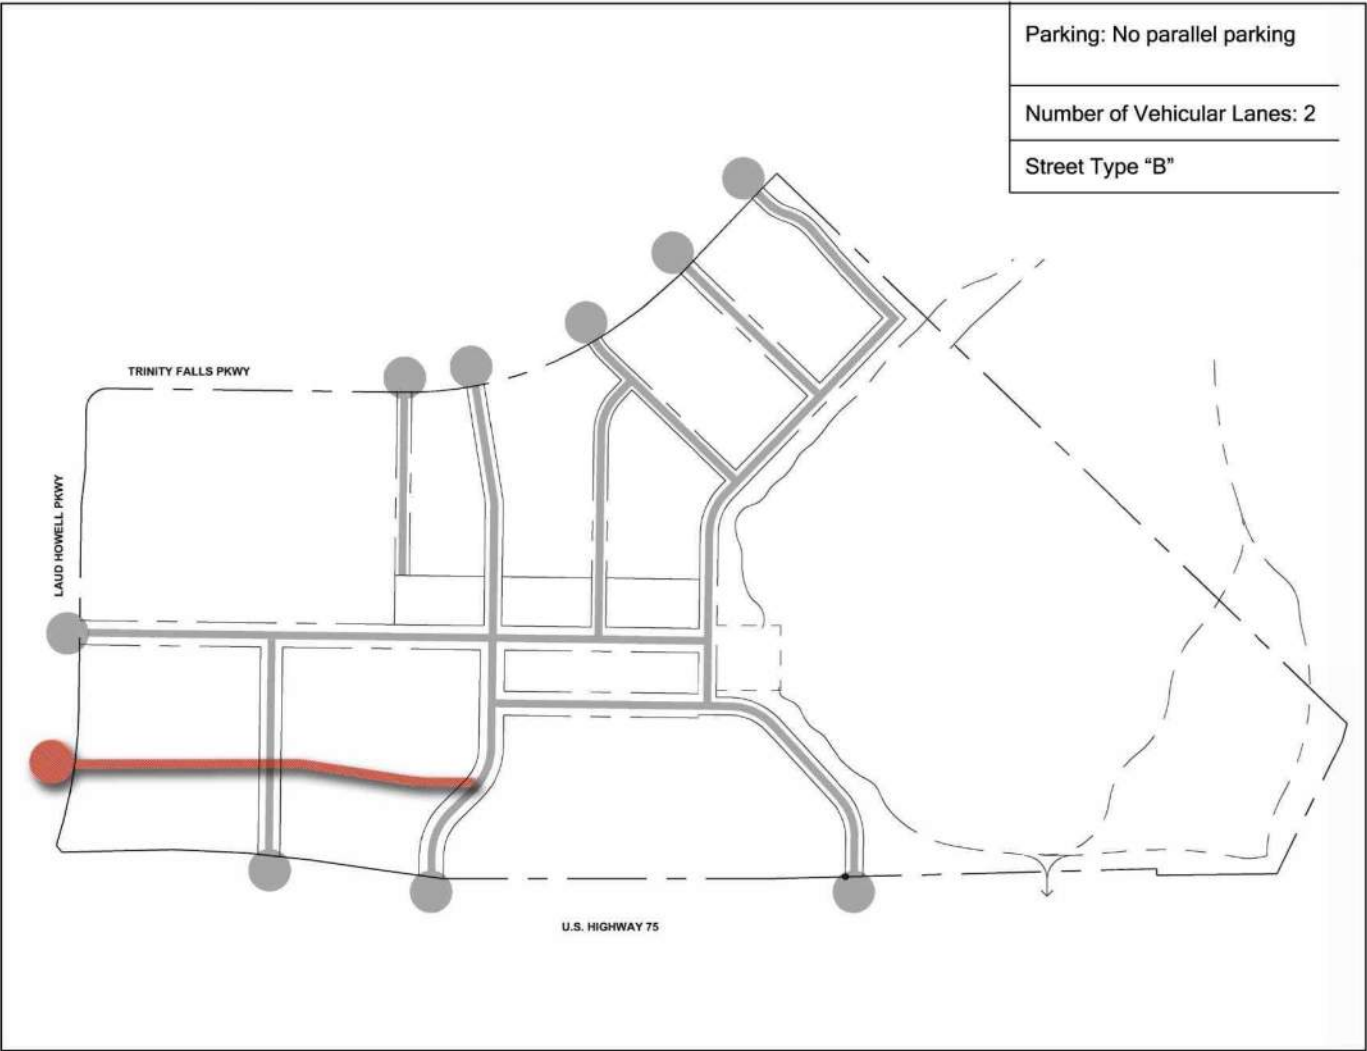 Parking: No parallel parking
Number of Vehicular Lanes: 2
Street Type “B”
TRINITY FALLS PKWY
LAUD HOWELL PKWY
U.S. HIGHWAY 75